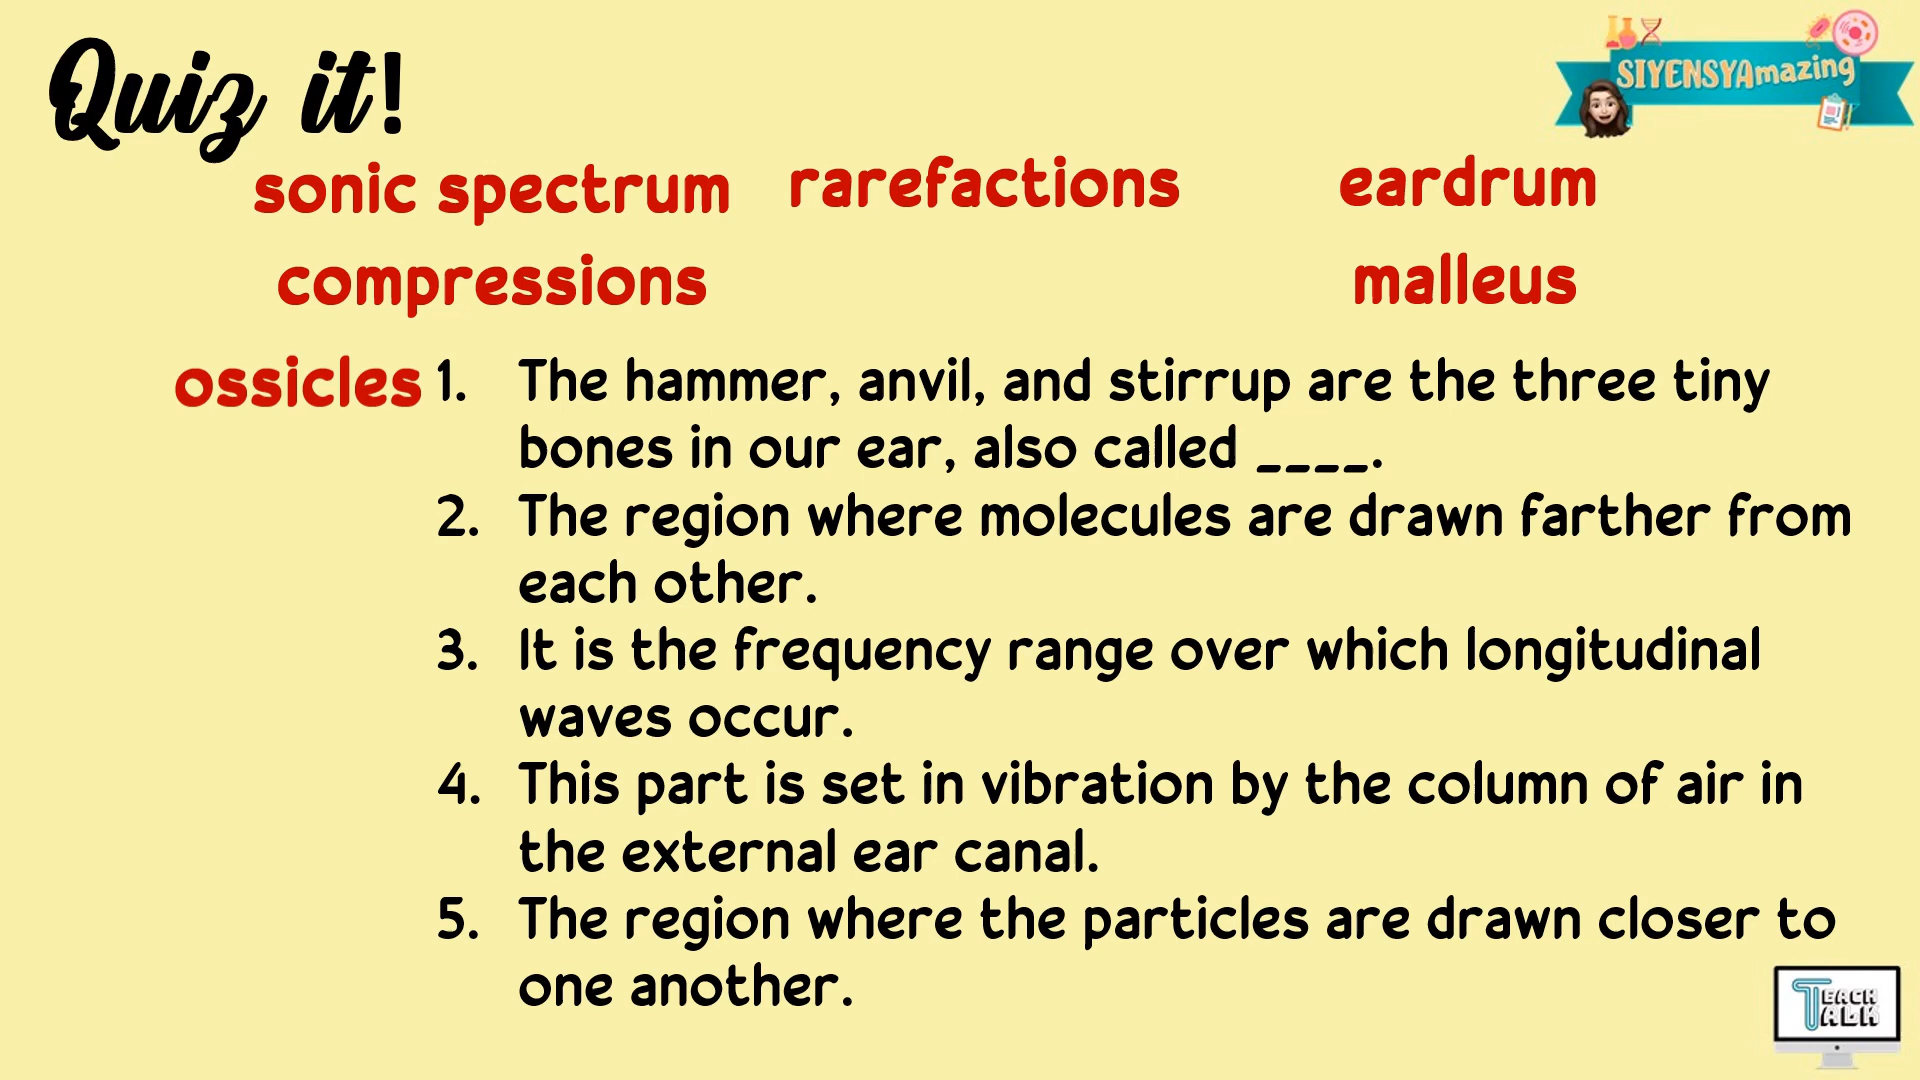 Quiz it!
SIYENSYAmazing
sonic spectrum rarefactions eardrum
compressions malleus
ossicles 1. The hammer, anvil, and stirrup are the three tiny
bones in our ear, also called ____.
2. The region where molecules are drawn farther from
each other.
3. It is the frequency range over which longitudinal
waves occur.
4. This part is set in vibration by the column of air in
the external ear canal.
5. The region where the particles are drawn closer to
one another.
TEACH
TALK